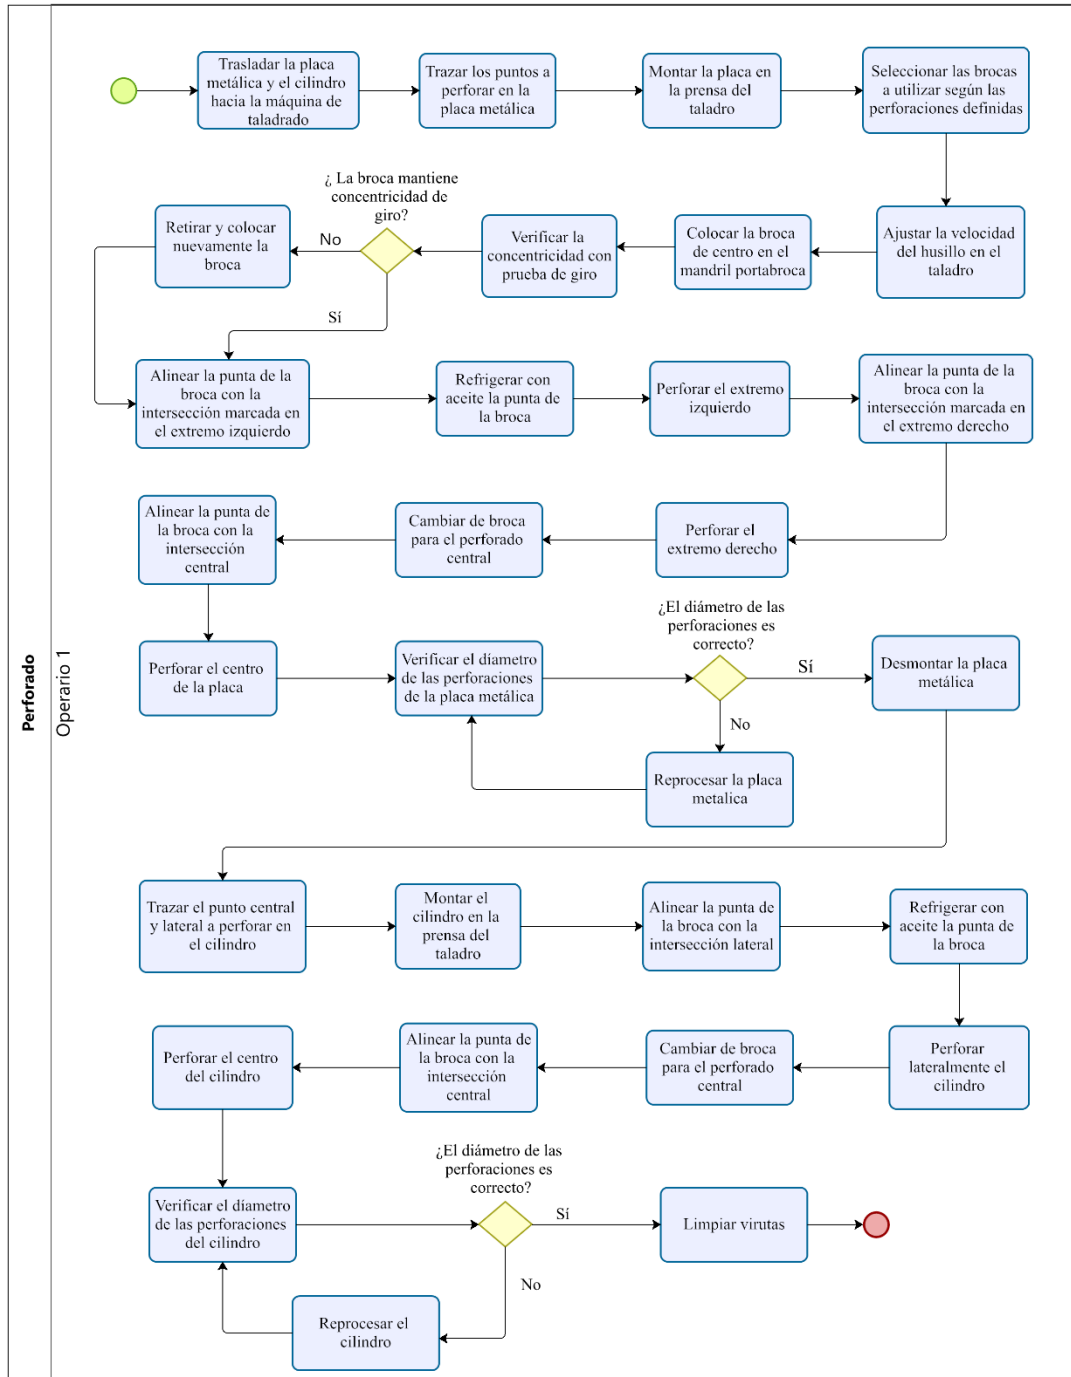 Perforado
Operario 1
Trasladar la placa
metálica y el cilindro
hacia la máquina de
taladrado
Trazar los puntos a
perforar en la
placa metálica
Montar la placa en
la prensa del
taladro
Seleccionar las brocas
a utilizar según las
perforaciones definidas
Ajustar la velocidad
del husillo en el
taladro
Colocar la broca
de centro en el
mandril portabroca
Verificar la
concentricidad con
prueba de giro
¿ La broca mantiene
concentricidad de
giro?
No
Retirar y colocar
nuevamente la
broca
Sí
Alinear la punta de la
broca con la
intersección marcada en
el extremo izquierdo
Refrigerar con
aceite la punta de
la broca
Perforar el extremo
izquierdo
Alinear la punta de la
broca con la
intersección marcada en
el extremo derecho
Perforar el
extremo derecho
Cambiar de broca
para el perforado
central
Alinear la punta de
la broca con la
intersección
central
Perforar el centro
de la placa
Verificar el díametro
de las perforaciones
de la placa metálica
¿El diámetro de las
perforaciones es
correcto?
Sí
Desmontar la placa
metálica
No
Reprocesar la placa
metalica
Trazar el punto central
y lateral a perforar en
el cilindro
Montar el
cilindro en la
prensa del
taladro
Alinear la punta de
la broca con la
intersección lateral
Refrigerar con
aceite la punta de
la broca
Perforar
lateralmente el
cilindro
Cambiar de broca
para el perforado
central
Alinear la punta de
la broca con la
intersección
central
Perforar el centro
del cilindro
Verificar el díametro
de las perforaciones
del cilindro
¿El diámetro de las
perforaciones es
correcto?
Sí
Limpiar virutas
No
Reprocesar el
cilindro